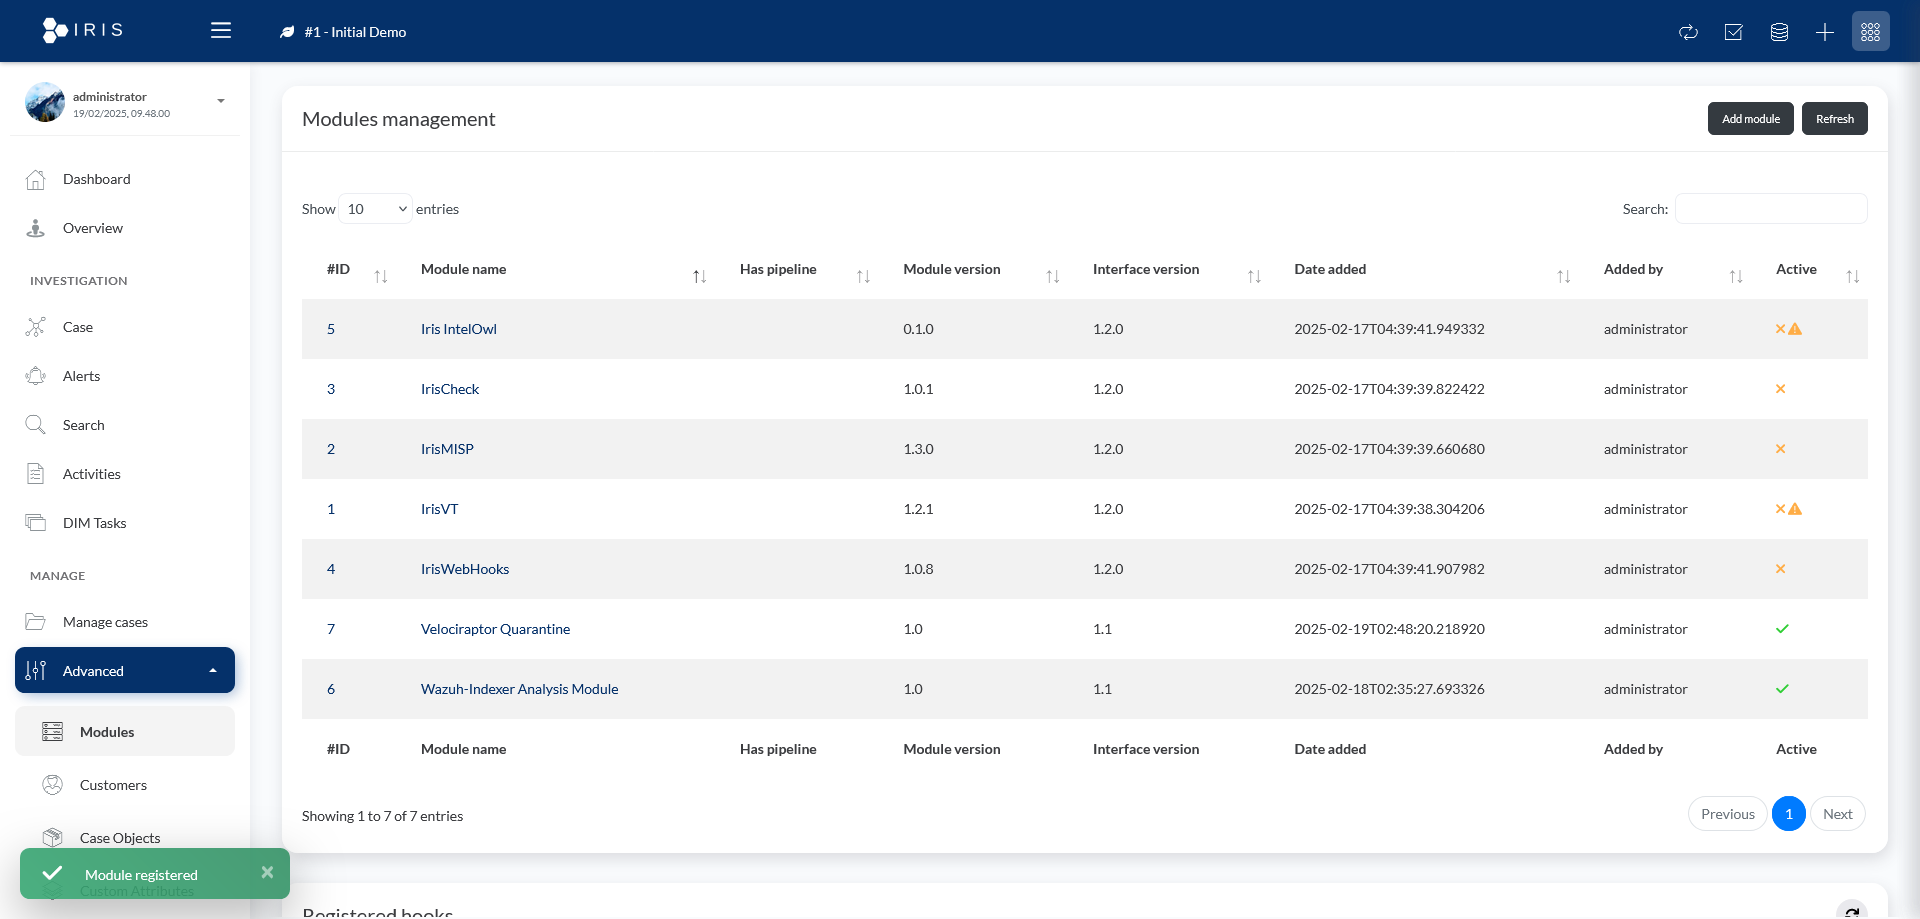 IRIS
#1 - Initial Demo
administrator
19/02/2025, 09.48.00
Dashboard
Overview
INVESTIGATION
Case
Alerts
Search
Activities
DIM Tasks
MANAGE
Manage cases
Advanced
Modules
Customers
Case Objects
Custom Attributes
Module registered
Modules management
Add module
Refresh
Show 10 entries
Search:
#ID Module name Has pipeline Module version Interface version Date added Added by Active
5 Iris IntelOwl 0.1.0 1.2.0 2025-02-17T04:39:41.949332 administrator
3 IrisCheck 1.0.1 1.2.0 2025-02-17T04:39:39.822422 administrator
2 IrisMISP 1.3.0 1.2.0 2025-02-17T04:39:39.660680 administrator
1 IrisVT 1.2.1 1.2.0 2025-02-17T04:39:38.304206 administrator
4 IrisWebHooks 1.0.8 1.2.0 2025-02-17T04:39:41.907982 administrator
7 Velociraptor Quarantine 1.0 1.1 2025-02-19T02:48:20.218920 administrator
6 Wazuh-Indexer Analysis Module 1.0 1.1 2025-02-18T02:35:27.693326 administrator
#ID Module name Has pipeline Module version Interface version Date added Added by Active
Showing 1 to 7 of 7 entries
Previous 1 Next
Registered hooks